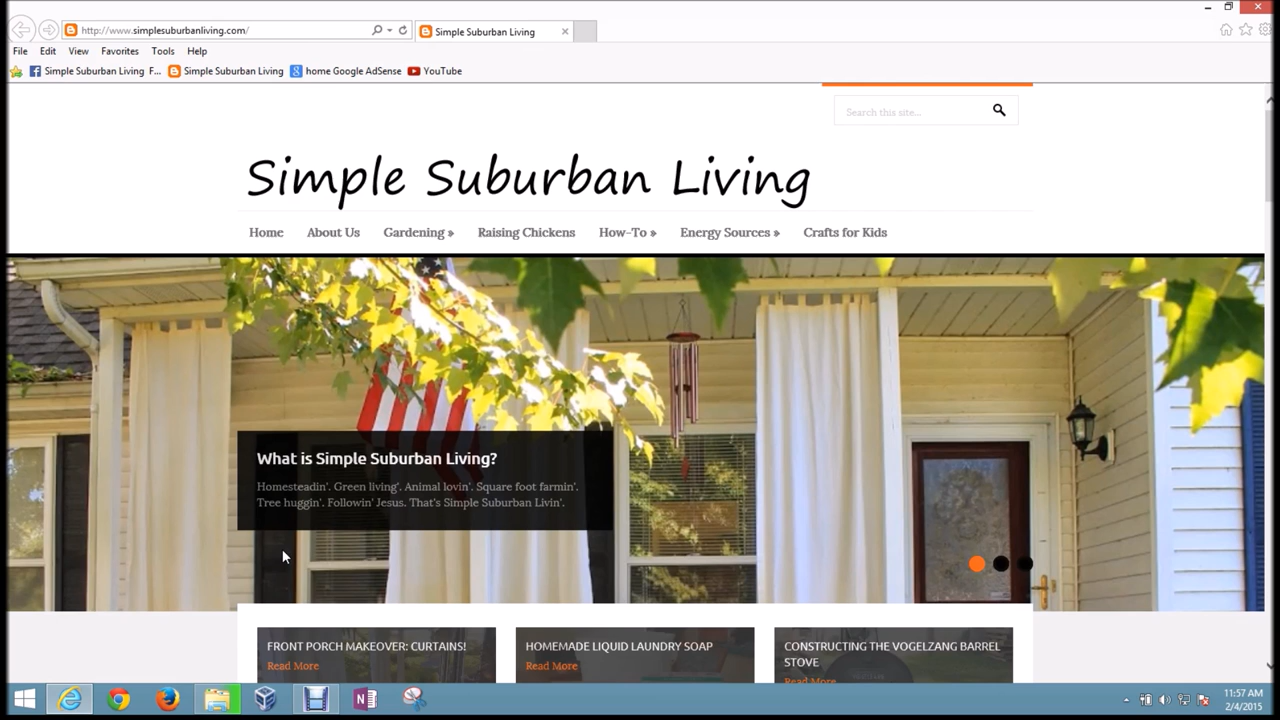 http://www.simplesuburbanliving.com/
Simple Suburban Living
File Edit View Favorites Tools Help
Simple Suburban Living F... Simple Suburban Living home Google AdSense YouTube
Search this site...
Simple Suburban Living
Home About Us Gardening » Raising Chickens How-To » Energy Sources » Crafts for Kids
What is Simple Suburban Living?
Homesteadin'. Green living'. Animal lovin'. Square foot farmin'.
Tree huggin'. Followin' Jesus. That's Simple Suburban Livin'.
FRONT PORCH MAKEOVER: CURTAINS!
Read More
HOMEMADE LIQUID LAUNDRY SOAP
Read More
CONSTRUCTING THE VOGELZANG BARREL
STOVE
Read More
11:57 AM
2/4/2015